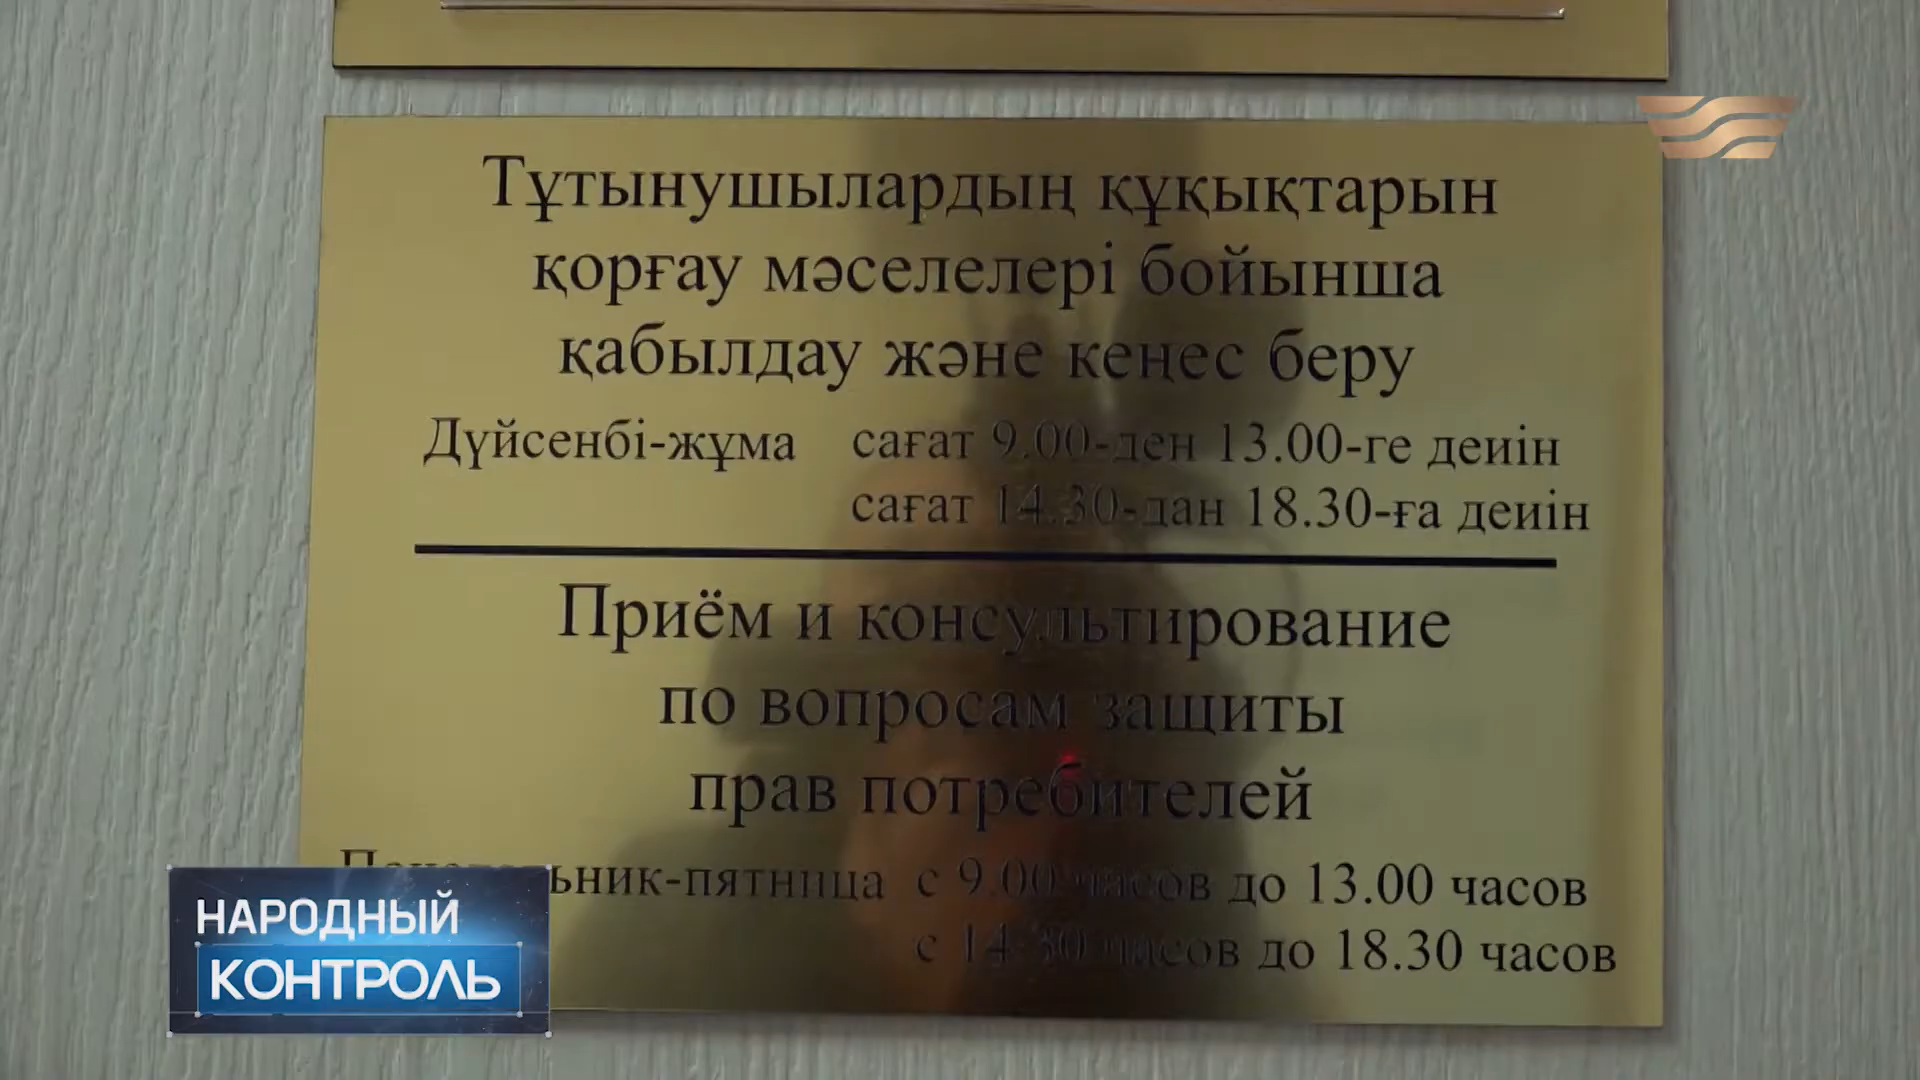 Тұтынушылардың құқықтарын
қорғау мәселелері бойынша
қабылдау және кеңес беру
Дүйсенбі-жұма сағат 9.00-ден 13.00-ге деиін
сағат 14.30-дан 18.30-ға деиін
Приём и консультирование
по вопросам защиты
прав потребителей
с 9.00 часов до 13.00 часов
с 14.30 часов до 18.30 часов
НАРОДНЫЙ
КОНТРОЛЬ